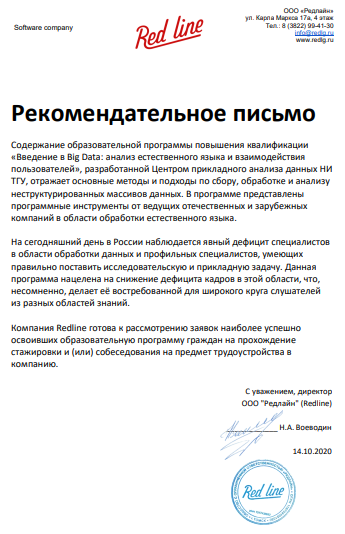 ООО «Редлайн»
Software company
Red line
ул. Карла Маркса 17а, 4 этаж
Тел.: 8 (3822) 99-41-30
info@redlg.ru
www.redlg.ru
Рекомендательное письмо
Содержание образовательной программы повышения квалификации
«Введение в Big Data: анализ естественного языка и взаимодействия
пользователей», разработанной Центром прикладного анализа данных НИ
ТГУ, отражает основные методы и подходы по сбору, обработке и анализу
неструктурированных массивов данных. В программе представлены
программные инструменты от ведущих отечественных и зарубежных
компаний в области обработки естественного языка.
На сегодняшний день в России наблюдается явный дефицит специалистов
в области обработки данных и профильных специалистов, умеющих
правильно поставить исследовательскую и прикладную задачу. Данная
программа нацелена на снижение дефицита кадров в этой области, что,
несомненно, делает её востребованной для широкого круга слушателей
из разных областей знаний.
Компания Redline готова к рассмотрению заявок наиболее успешно
освоивших образовательную программу граждан на прохождение
стажировки и (или) собеседования на предмет трудоустройства в
компанию.
С уважением, директор
ООО "Редлайн" (Redline)
Н.А. Воеводин
14.10.2020
Red line